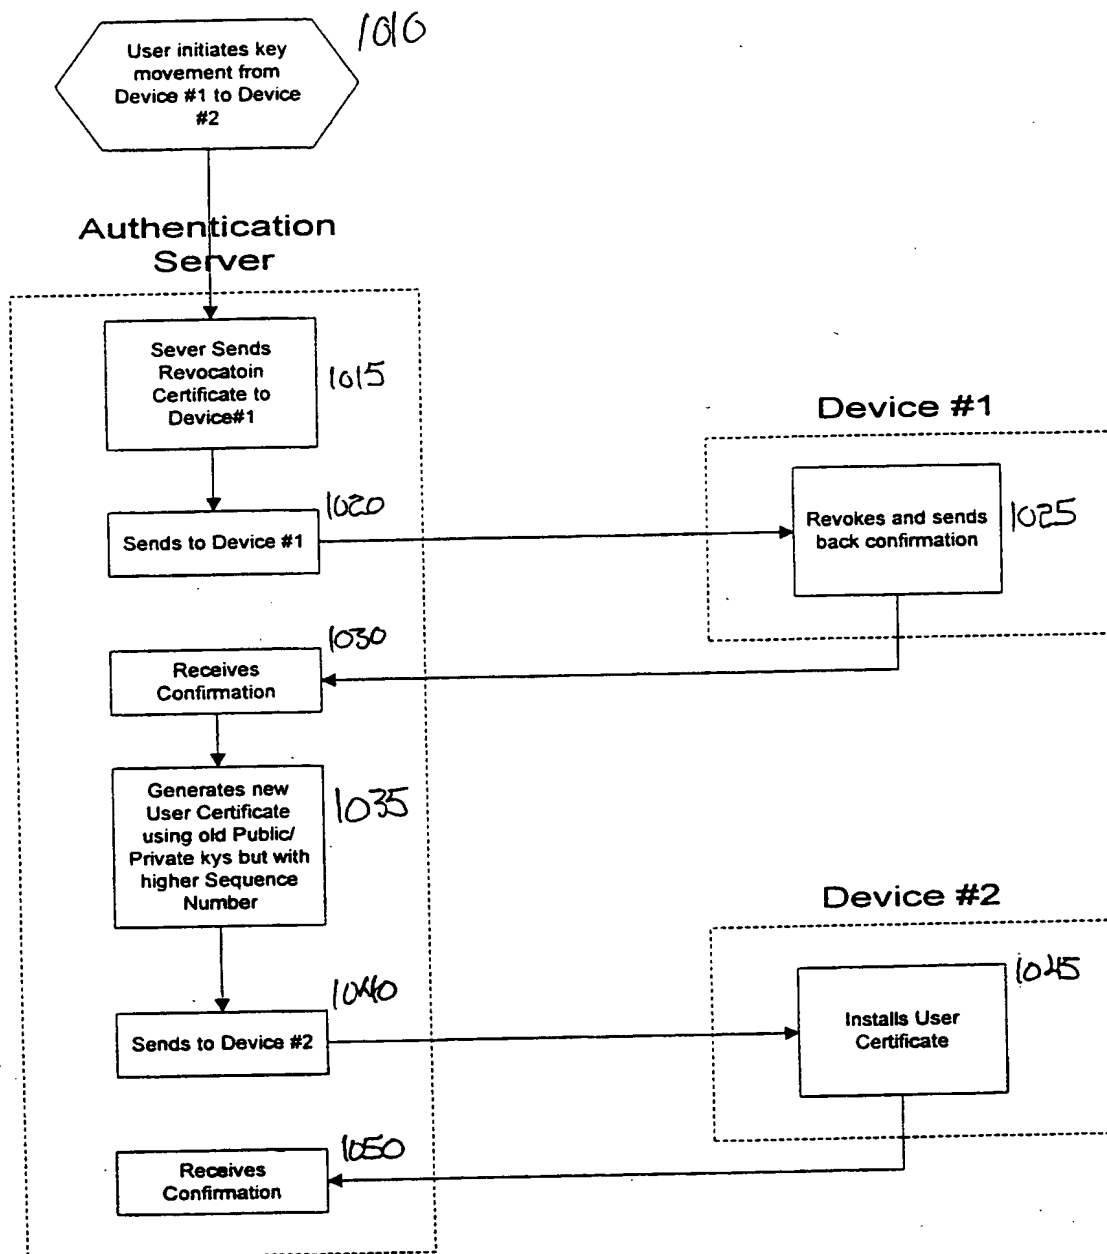 User initiates key
movement from
Device #1 to Device
#2
1010
Authentication
Server
Sever Sends
Revocatoin
Certificate to
Device#1
1015
Device #1
1020
Sends to Device #1
Revokes and sends
back confirmation
1025
1030
Receives
Confirmation
Generates new
User Certificate
using old Public/
Private kys but with
higher Sequence
Number
1035
Device #2
1040
Sends to Device #2
1045
Installs User
Certificate
1050
Receives
Confirmation